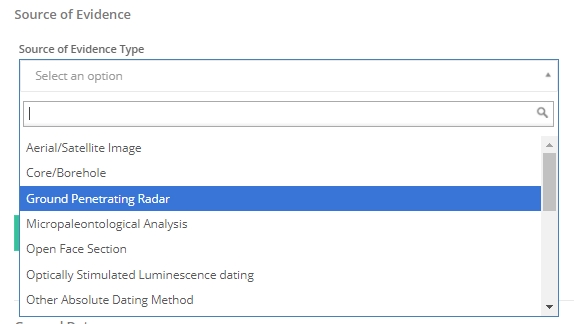 Source of Evidence
Source of Evidence Type
Select an option
Aerial/Satellite Image
Core/Borehole
Ground Penetrating Radar
Micropaleontological Analysis
Open Face Section
Optically Stimulated Luminescence dating
Other Absolute Dating Method